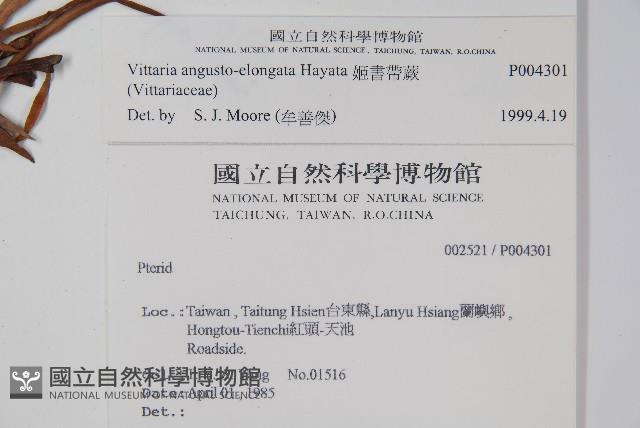 國立自然科學博物館
NATIONAL MUSEUM OF NATURAL SCIENCE, TAICHUNG, TAIWAN, R.O.CHINA
Vittaria angusto-elongata Hayata 姬書帶蕨 P004301
(Vittariaceae)
Det. by S. J. Moore (牟善傑) 1999.4.19
國立自然科學博物館
NATIONAL MUSEUM OF NATURAL SCIENCE
TAICHUNG, TAIWAN, R.O.CHINA
002521 / P004301
Pterid
Loc.:Taiwan , Taitung Hsien台東縣,Lanyu Hsiang蘭嶼鄉 ,
Hongtou-Tienchi紅頭-天池
Roadside.
No.01516
Date: April 01, 1985
Det.:
國立自然科學博物館
NATIONAL MUSEUM OF NATURAL SCIENCE